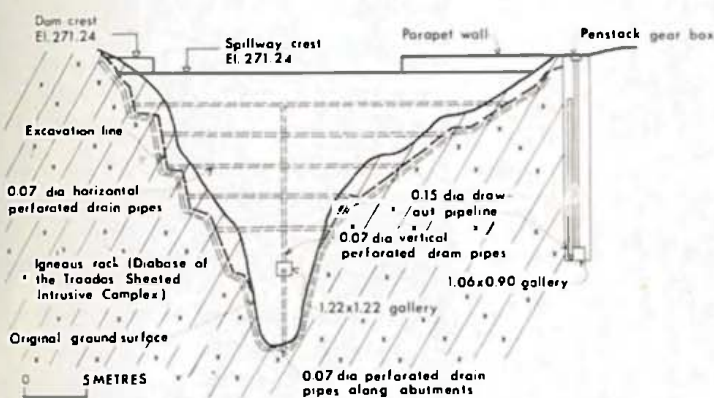 Dam crest
El. 271.24
Spillway crest
El. 271.24
Parapet wall
Penstack gear box
Excavation line
0.07 dia horizontal
perforated drain pipes
0.15 dia draw
out pipeline
0.07 dia vertical
perforated dram pipes
Igneous rock (Diabase of
the Traadas Sheeted
Intrusive Complex)
1.06x0.90 gallery
1.22x1.22 gallery
Original ground surface
0 5 METRES
0.07 dia perforated drain
pipes along abutments